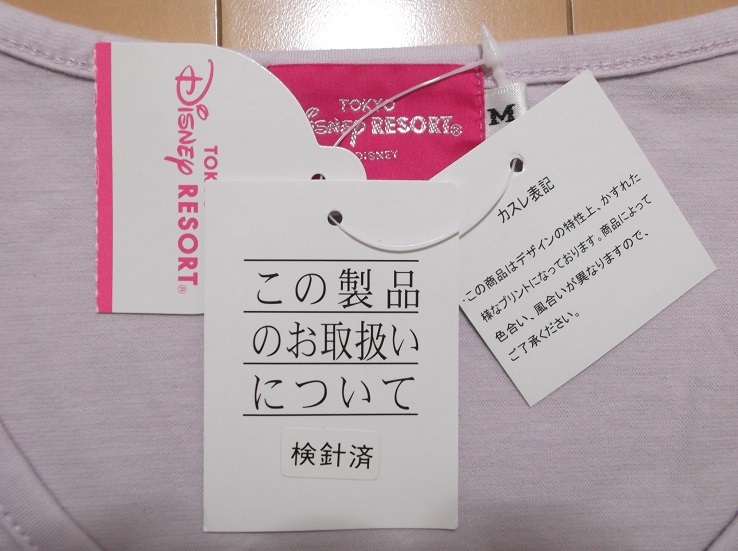 Disney
RESORT®
TOKYO
RESORT®
DISNEY
M
この製品
のお取扱い
について
検針済
カスレ表記
・この商品はデザインの特性上、かすれた
様なプリントになっております。商品によって
色合い、風合いが異なりますので、
ご了承ください。